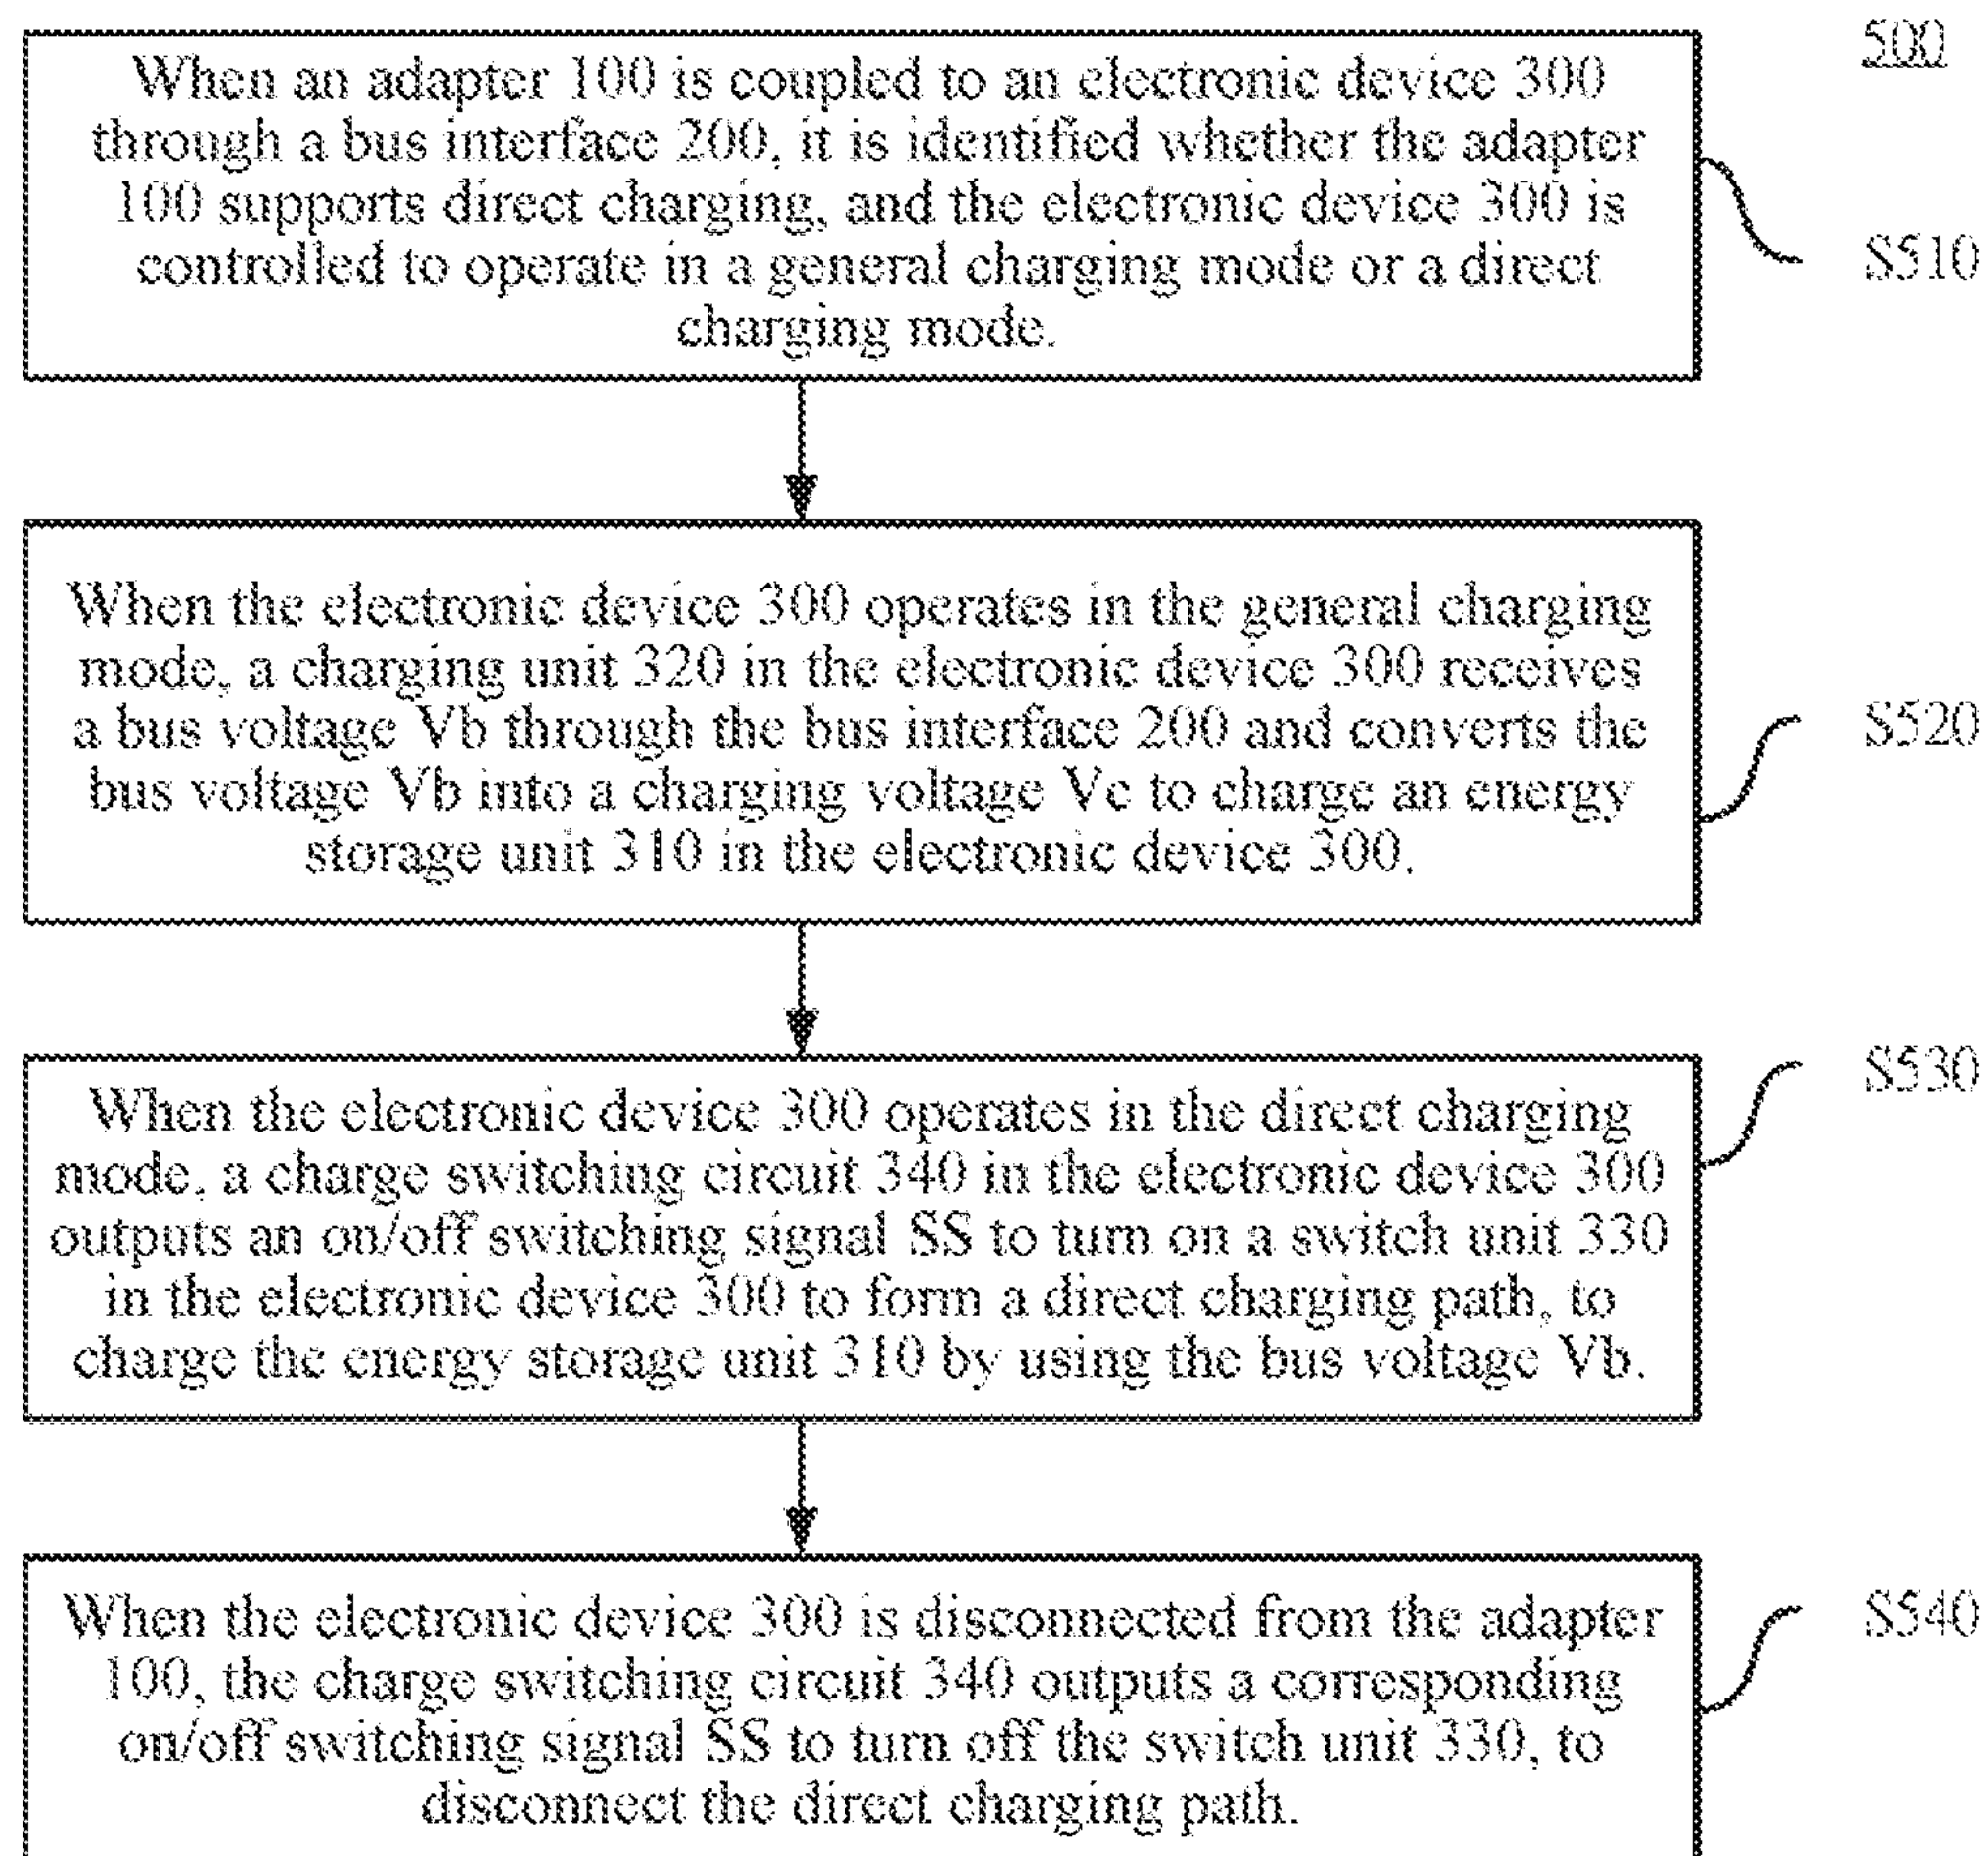 500
When an adapter 100 is coupled to an electronic device 300
through a bus interface 200, it is identified whether the adapter
100 supports direct charging, and the electronic device 300 is
controlled to operate in a general charging mode or a direct
charging mode.
S510
When the electronic device 300 operates in the general charging
mode, a charging unit 320 in the electronic device 300 receives
a bus voltage Vb through the bus interface 200 and converts the
bus voltage Vb into a charging voltage Vc to charge an energy
storage unit 310 in the electronic device 300.
S520
When the electronic device 300 operates in the direct charging
mode, a charge switching circuit 340 in the electronic device 300
outputs an on/off switching signal SS to turn on a switch unit 330
in the electronic device 300 to form a direct charging path, to
charge the energy storage unit 310 by using the bus voltage Vb.
S530
When the electronic device 300 is disconnected from the adapter
100, the charge switching circuit 340 outputs a corresponding
on/off switching signal SS to turn off the switch unit 330, to
disconnect the direct charging path.
S540